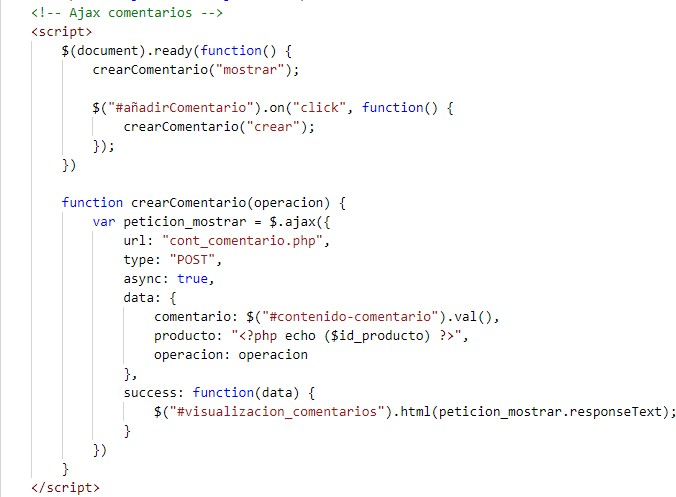 <!-- Ajax comentarios -->
<script>
$(document).ready(function() {
crearComentario("mostrar");
$("#añadirComentario").on("click", function() {
crearComentario("crear");
});
})
function crearComentario(operacion) {
var peticion_mostrar = $.ajax({
url: "cont_comentario.php",
type: "POST",
async: true,
data: {
comentario: $("#contenido-comentario").val(),
producto: "<?php echo ($id_producto) ?>",
operacion: operacion
},
success: function(data) {
$("#visualizacion_comentarios").html(peticion_mostrar.responseText);
}
})
}
</script>